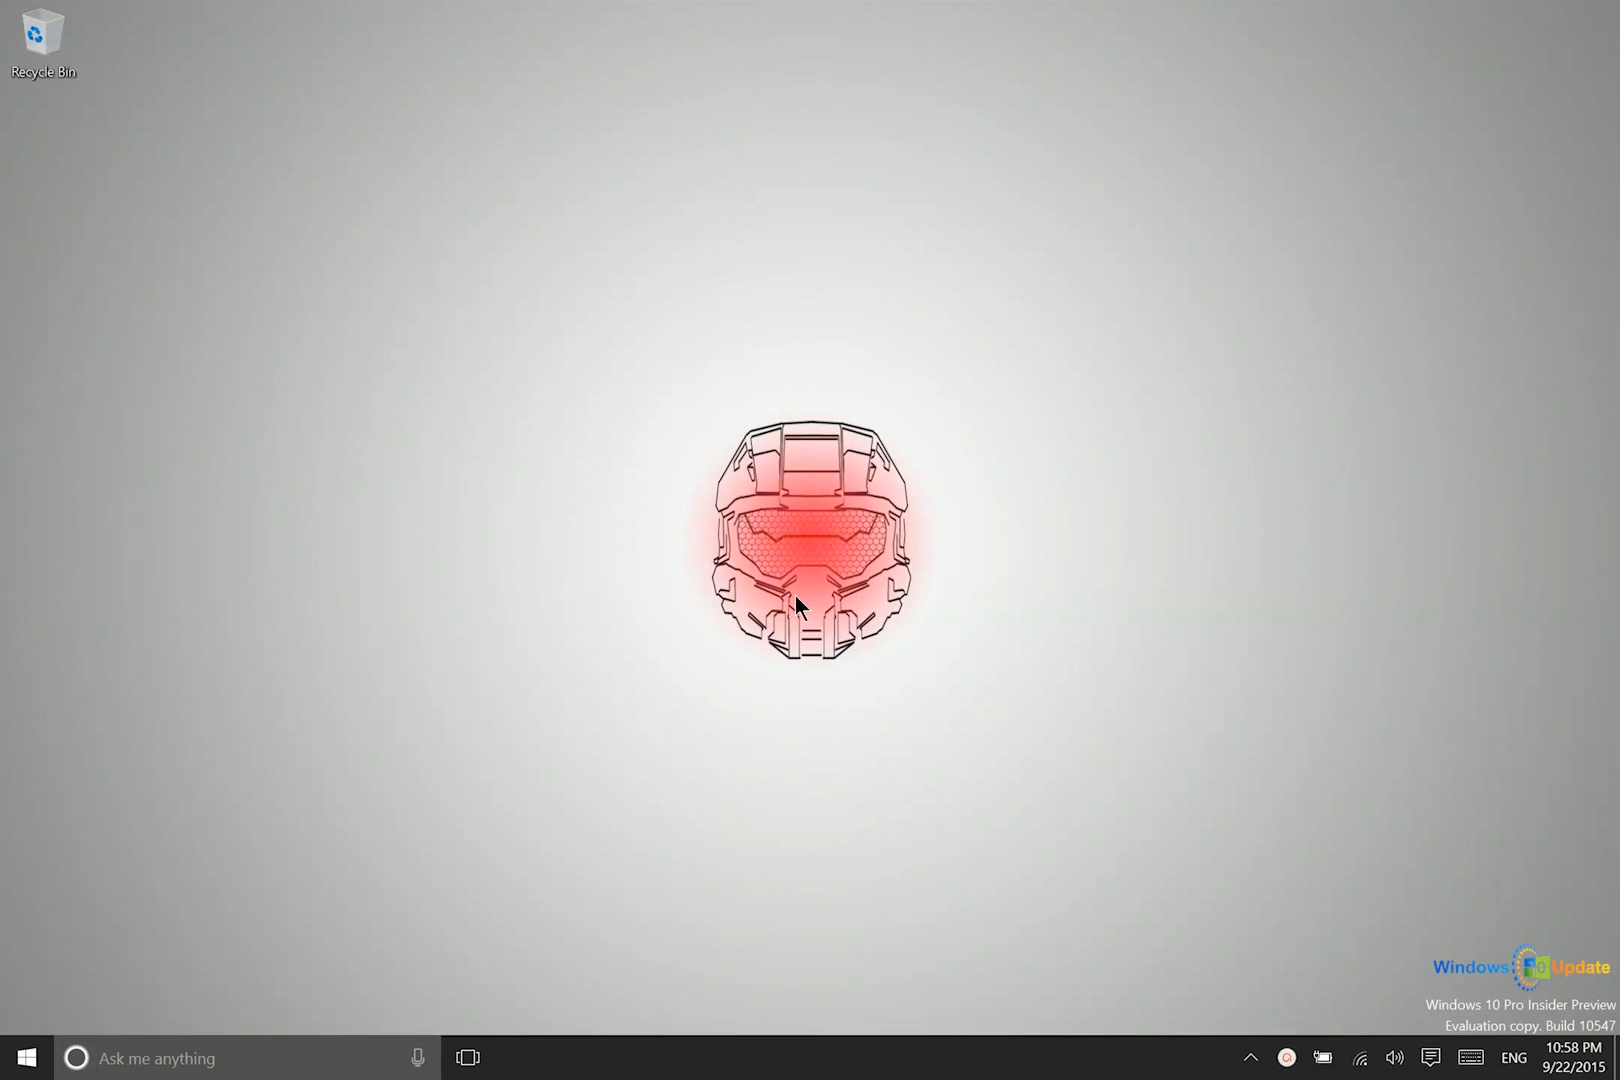 Recycle Bin
Windows 10 Update
Windows 10 Pro Insider Preview
Evaluation copy. Build 10547
Ask me anything
ENG
10:58 PM
9/22/2015